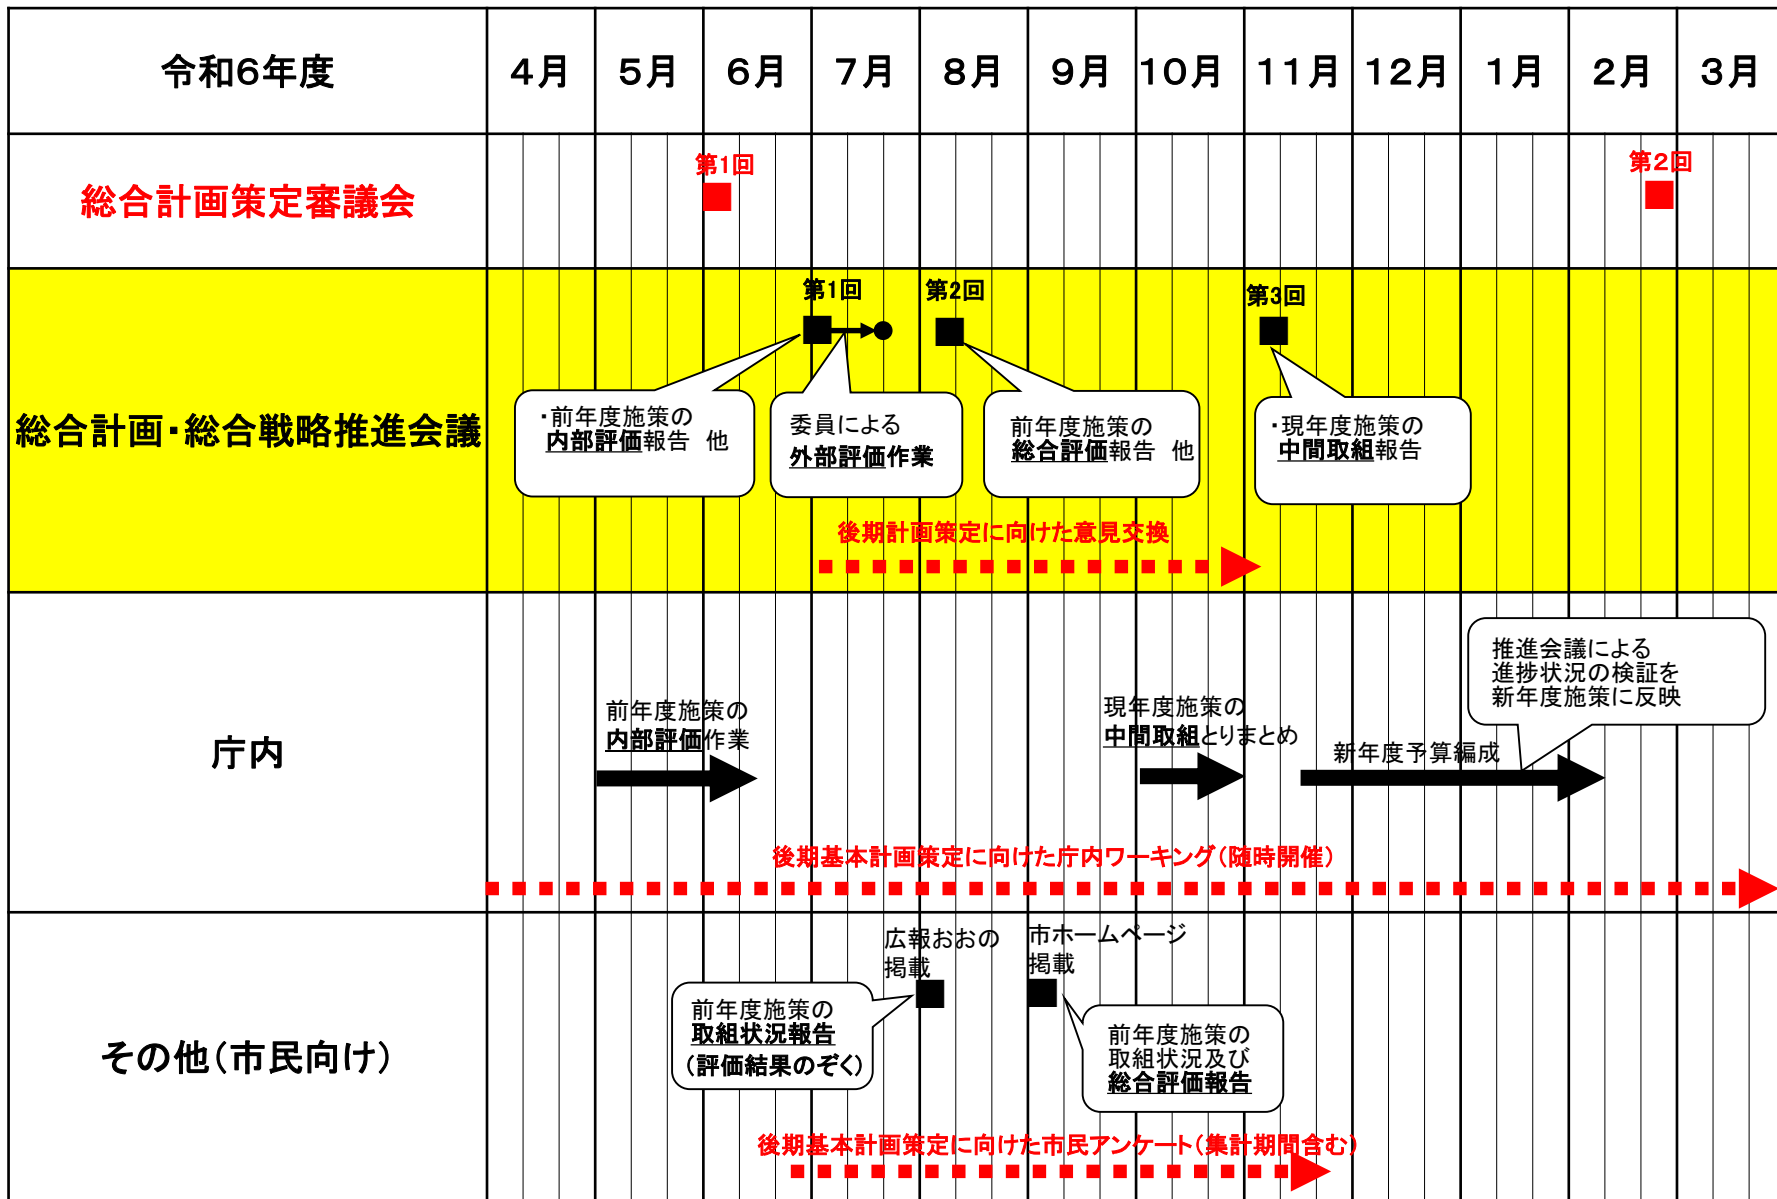 令和6年度 4月 5月 6月 7月 8月 9月 10月 11月 12月 1月 2月 3月
総合計画策定審議会
第1回
第2回
総合計画・総合戦略推進会議
第1回
第2回
第3回
・前年度施策の
内部評価報告 他
委員による
外部評価作業
前年度施策の
総合評価報告 他
・現年度施策の
中間取組報告
後期計画策定に向けた意見交換
庁内
前年度施策の
内部評価作業
現年度施策の
中間取組とりまとめ
新年度予算編成
推進会議による
進捗状況の検証を
新年度施策に反映
後期基本計画策定に向けた庁内ワーキング（随時開催）
その他（市民向け）
広報おおの
掲載
市ホームページ
掲載
前年度施策の
取組状況報告
（評価結果のぞく）
前年度施策の
取組状況及び
総合評価報告
後期基本計画策定に向けた市民アンケート（集計期間含む）